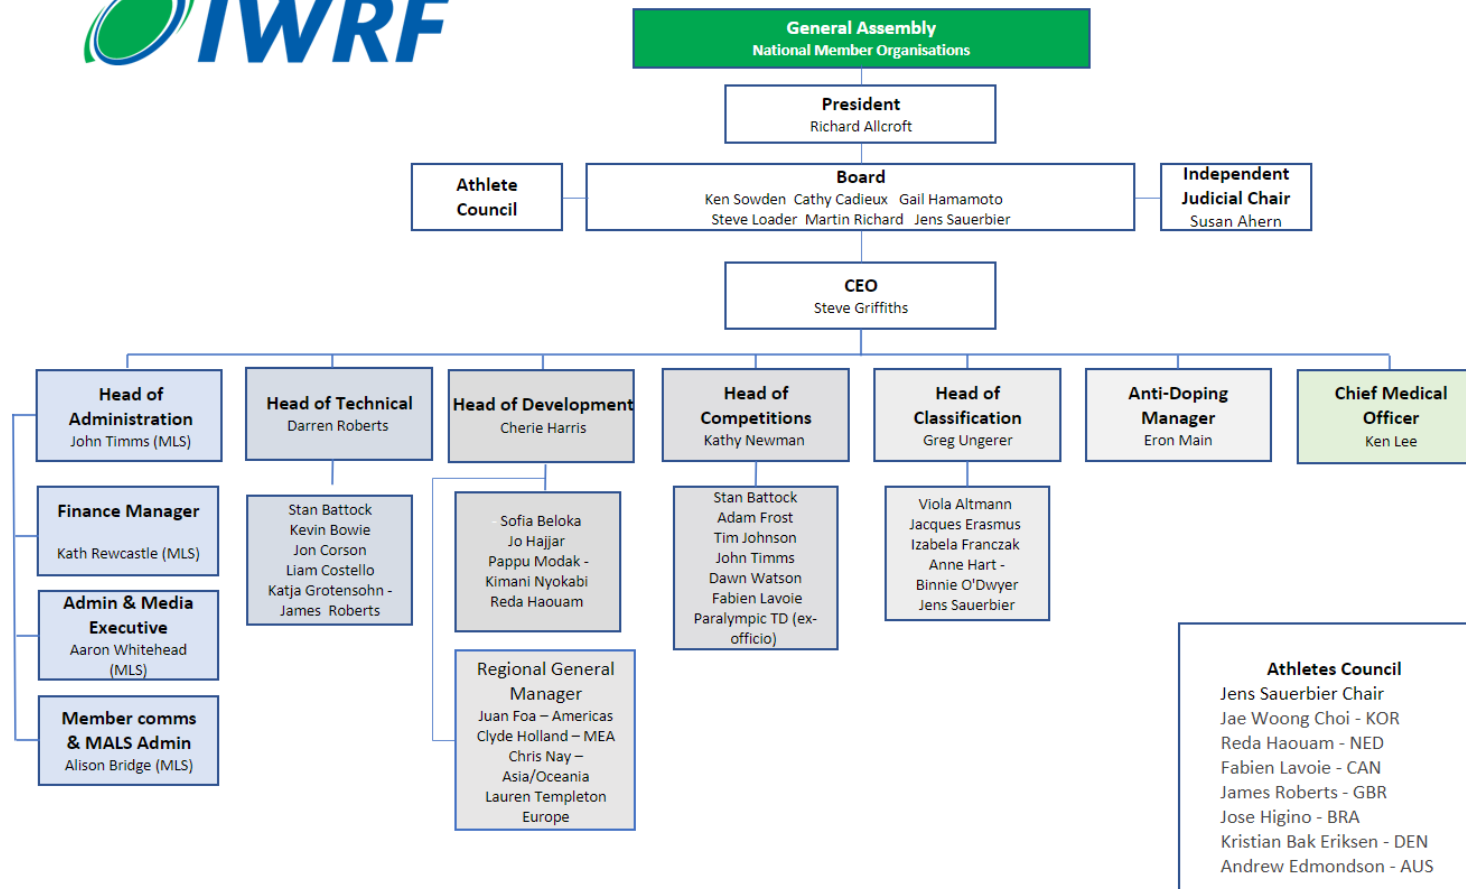 IWRF
General Assembly
National Member Organisations
President
Richard Allcroft
Athlete
Council
Board
Ken Sowden Cathy Cadieux Gail Hamamoto
Steve Loader Martin Richard Jens Sauerbier
Independent
Judicial Chair
Susan Ahern
CEO
Steve Griffiths
Head of
Administration
John Timms (MLS)
Head of Technical
Darren Roberts
Head of Development
Cherie Harris
Head of
Competitions
Kathy Newman
Head of
Classification
Greg Ungerer
Anti-Doping
Manager
Eron Main
Chief Medical
Officer
Ken Lee
Finance Manager
Kath Rewcastle (MLS)
Admin & Media
Executive
Aaron Whitehead
(MLS)
Member comms
& MALS Admin
Alison Bridge (MLS)
Stan Battock
Kevin Bowie
Jon Corson
Liam Costello
Katja Grotensohn -
James Roberts
- Sofia Beloka
Jo Hajjar
Pappu Modak -
Kimani Nyokabi
Reda Haouam
Regional General
Manager
Juan Foa – Americas
Clyde Holland – MEA
Chris Nay –
Asia/Oceania
Lauren Templeton
Europe
Stan Battock
Adam Frost
Tim Johnson
John Timms
Dawn Watson
Fabien Lavoie
Paralympic TD (ex-
officio)
Viola Altmann
Jacques Erasmus
Izabela Franczak
Anne Hart -
Binnie O'Dwyer
Jens Sauerbier
Athletes Council
Jens Sauerbier Chair
Jae Woong Choi - KOR
Reda Haouam - NED
Fabien Lavoie - CAN
James Roberts - GBR
Jose Higino - BRA
Kristian Bak Eriksen - DEN
Andrew Edmondson - AUS